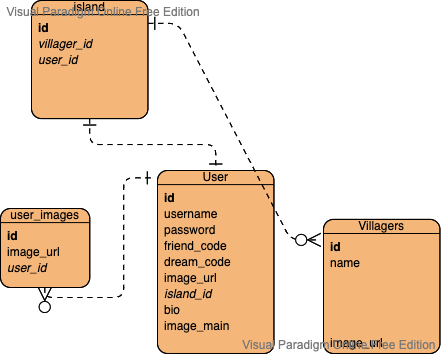 Visual Paradigm Online Free Edition
island
id
villager_id
user_id
User
id
username
password
friend_code
dream_code
image_url
island_id
bio
image_main
user_images
id
image_url
user_id
Villagers
id
name
image_url
Visual Paradigm Online Free Edition